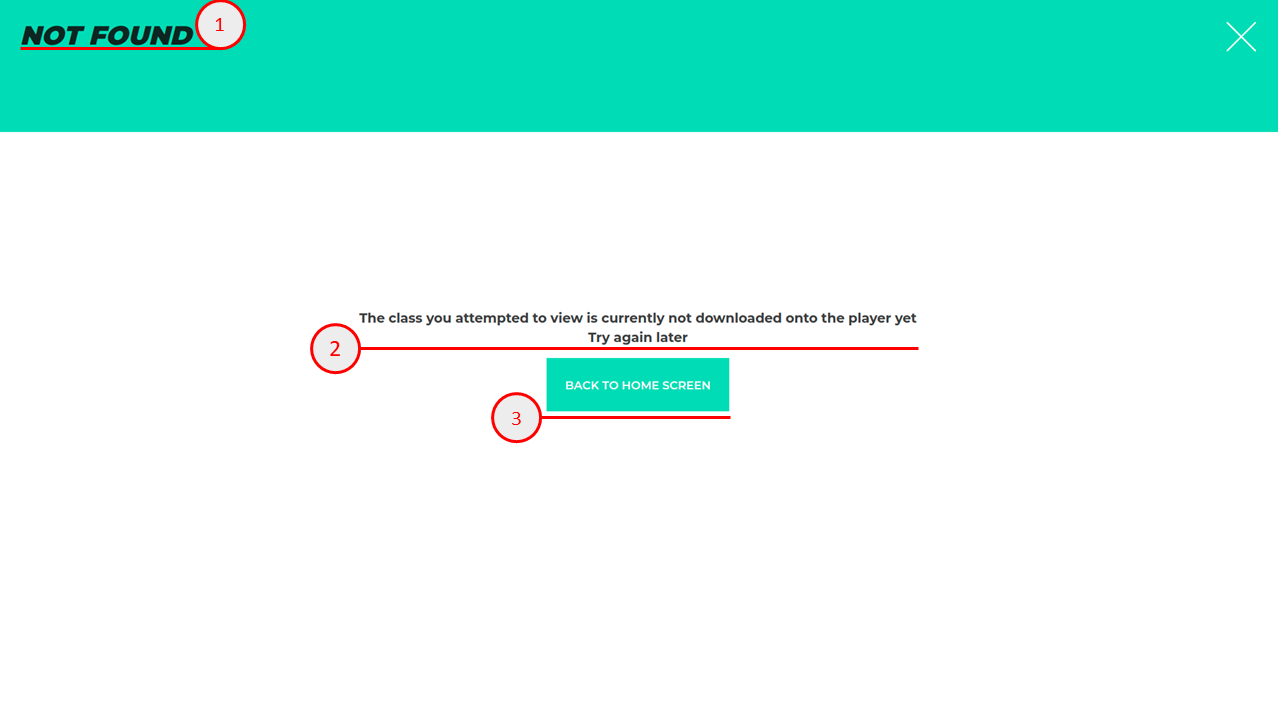 NOT FOUND 1
The class you attempted to view is currently not downloaded onto the player yet
Try again later
2
BACK TO HOME SCREEN
3